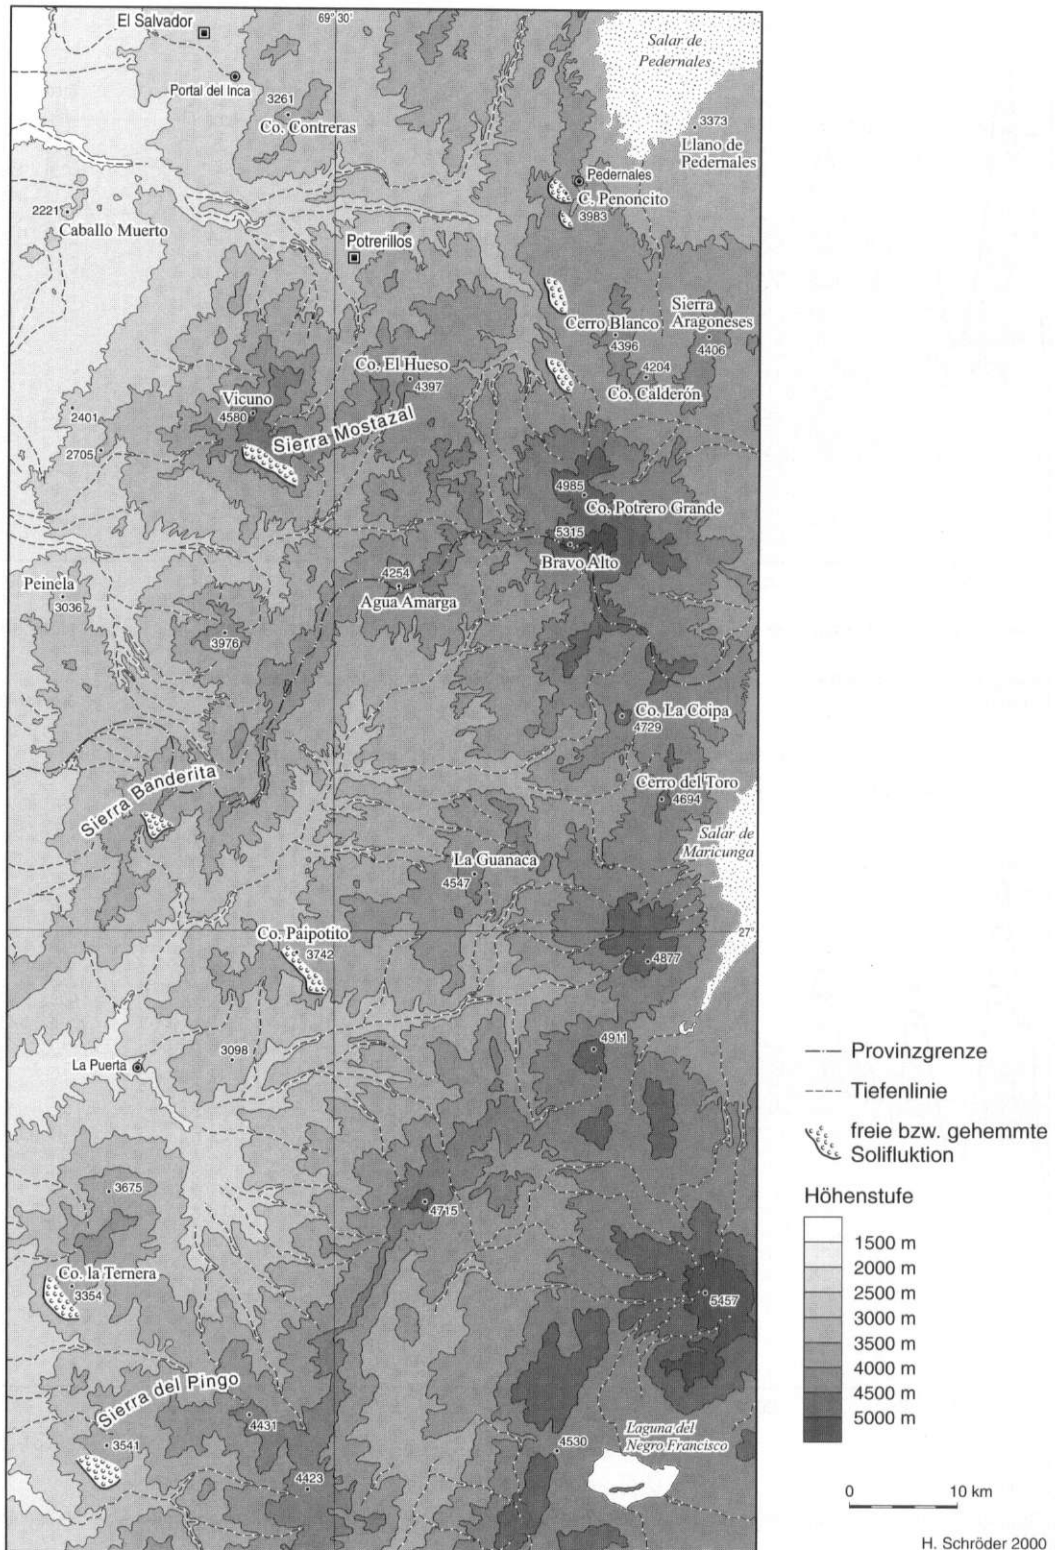 El Salvador
69° 30'
Salar de
Pedernales
Portal del Inca
3261
Co. Contreras
3373
Llano de
Pedernales
Pedernales
C. Penoncito
3983
2221
Caballo Muerto
Potrerillos
Sierra
Aragoneses
Cerro Blanco
4396
4406
Co. El Hueso
4397
4204
Co. Calderón
Vicuno
4580
2401
Sierra Mostazal
2705
4985
Co. Potrero Grande
5315
Bravo Alto
Peinela
3036
4254
Agua Amarga
3976
Co. La Coipa
4729
Sierra Banderita
Cerro del Toro
4694
Salar de
Maricunga
La Guanaca
4547
27°
Co. Paipotito
3742
4877
4911
La Puerta
3098
3675
4715
Co. la Ternera
3354
5457
Sierra del Pingo
4431
3541
4423
4530
Laguna del
Negro Francisco
Provinzgrenze
Tiefenlinie
freie bzw. gehemmte
Solifluktion
Höhenstufe
1500 m
2000 m
2500 m
3000 m
3500 m
4000 m
4500 m
5000 m
0 10 km
H. Schröder 2000